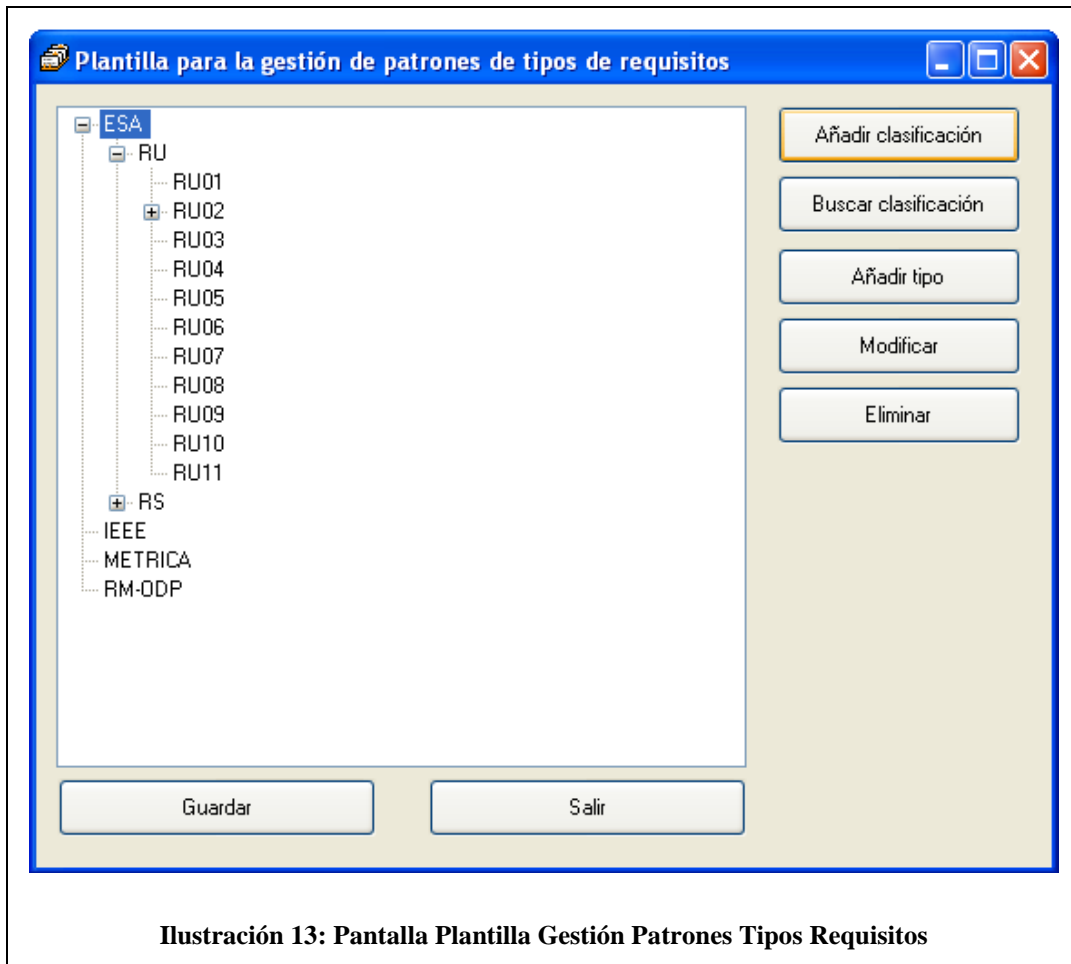 Plantilla para la gestión de patrones de tipos de requisitos
ESA
RU
RU01
RU02
RU03
RU04
RU05
RU06
RU07
RU08
RU09
RU10
RU11
RS
IEEE
METRICA
RM-ODP
Añadir clasificación
Buscar clasificación
Añadir tipo
Modificar
Eliminar
Guardar
Salir
Ilustración 13: Pantalla Plantilla Gestión Patrones Tipos Requisitos